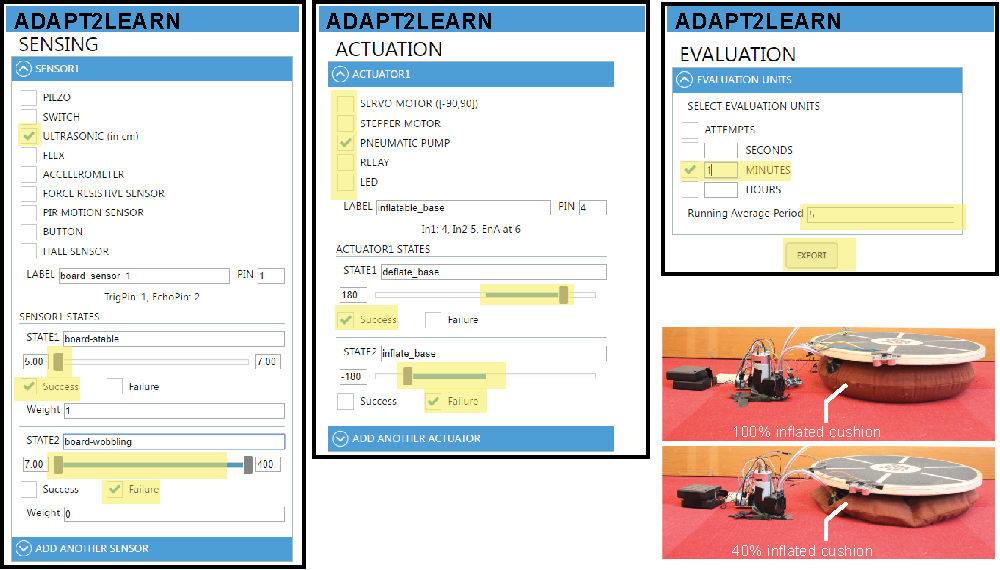 ADAPT2LEARN
SENSING
SENSOR1
PIEZO
SWITCH
ULTRASONIC (in cm)
FLEX
ACCELEROMETER
FORCE RESISTIVE SENSOR
PIR MOTION SENSOR
BUTTON
HALL SENSOR
LABEL board_sensor_1 PIN 1
TrigPin: 1, EchoPin: 2
SENSOR1 STATES
STATE1 board-stable
5.00 7.00
Success Failure
Weight 1
STATE2 board-wobbling
7.00 400.
Success Failure
Weight 0
ADD ANOTHER SENSOR
ADAPT2LEARN
ACTUATION
ACTUATOR1
SERVO MOTOR ([-90,90])
STEPPER MOTOR
PNEUMATIC PUMP
RELAY
LED
LABEL inflatable_base PIN 4
In1: 4, In2 5, EnA at 6
ACTUATOR1 STATES
STATE1 deflate_base
180
Success Failure
STATE2 inflate_base
-180
Success Failure
ADD ANOTHER ACTUATOR
ADAPT2LEARN
EVALUATION
EVALUATION UNITS
SELECT EVALUATION UNITS
ATTEMPTS
SECONDS
1 MINUTES
HOURS
Running Average Period 5
EXPORT
100% inflated cushion
40% inflated cushion